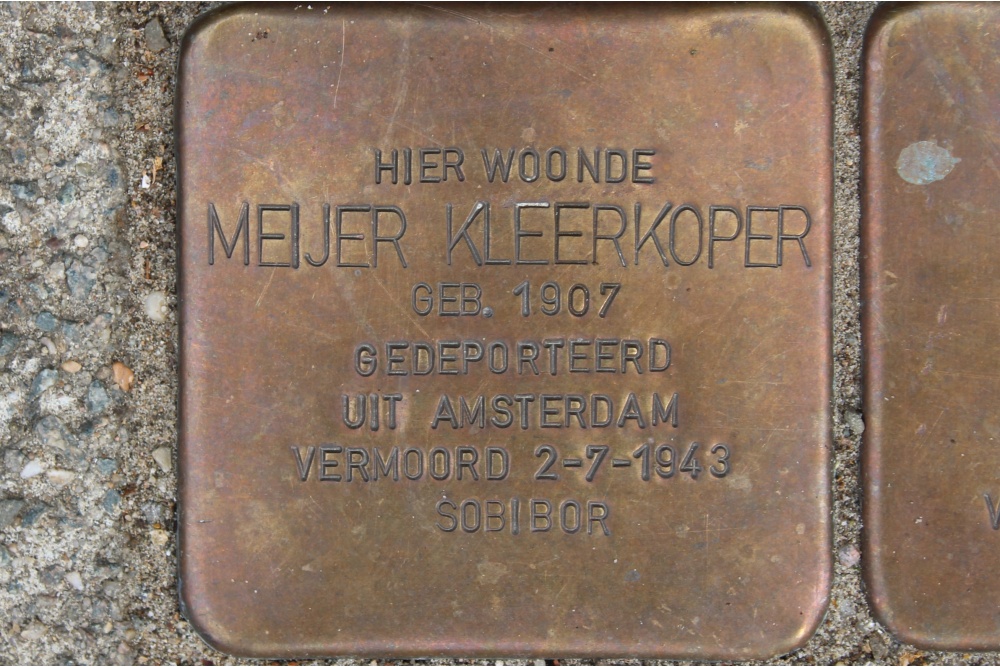 HIER WOONDE
MEIJER KLEERKOPER
GEB. 1907
GEDEPORTEERD
UIT AMSTERDAM
VERMOORD 2-7-1943
SOBIBOR